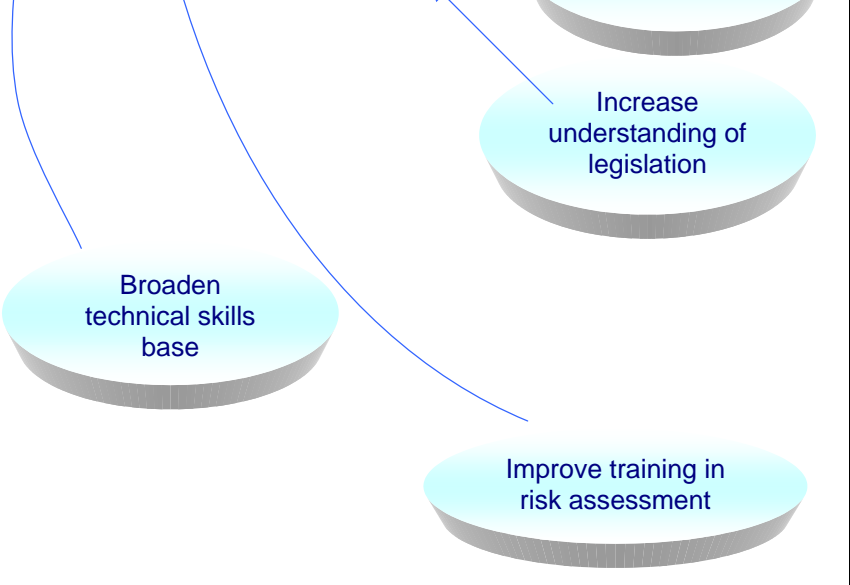 Increase
understanding of
legislation
Broaden
technical skills
base
Improve training in
risk assessment